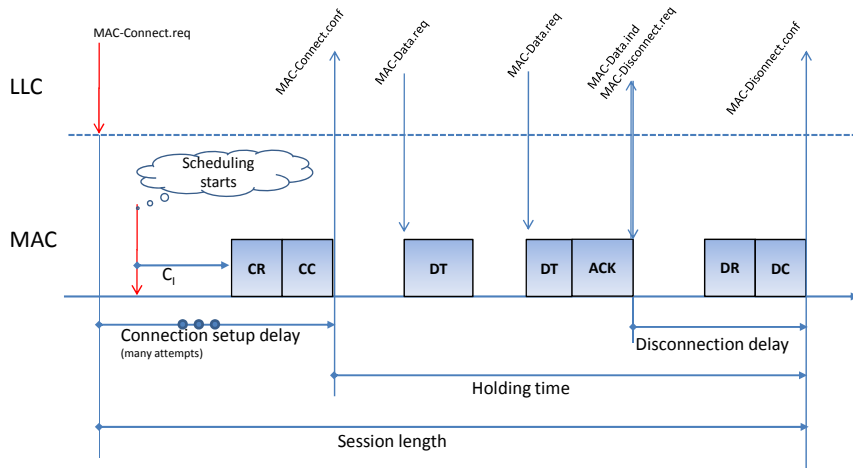 MAC-Connect.req
MAC-Connect.conf
MAC-Data.req
MAC-Data.req
MAC-Data.ind
MAC-Disconnect.req
MAC-Disonnect.conf
LLC
Scheduling
starts
MAC
C_I
CR
CC
DT
DT
ACK
DR
DC
Connection setup delay
(many attempts)
Disconnection delay
Holding time
Session length